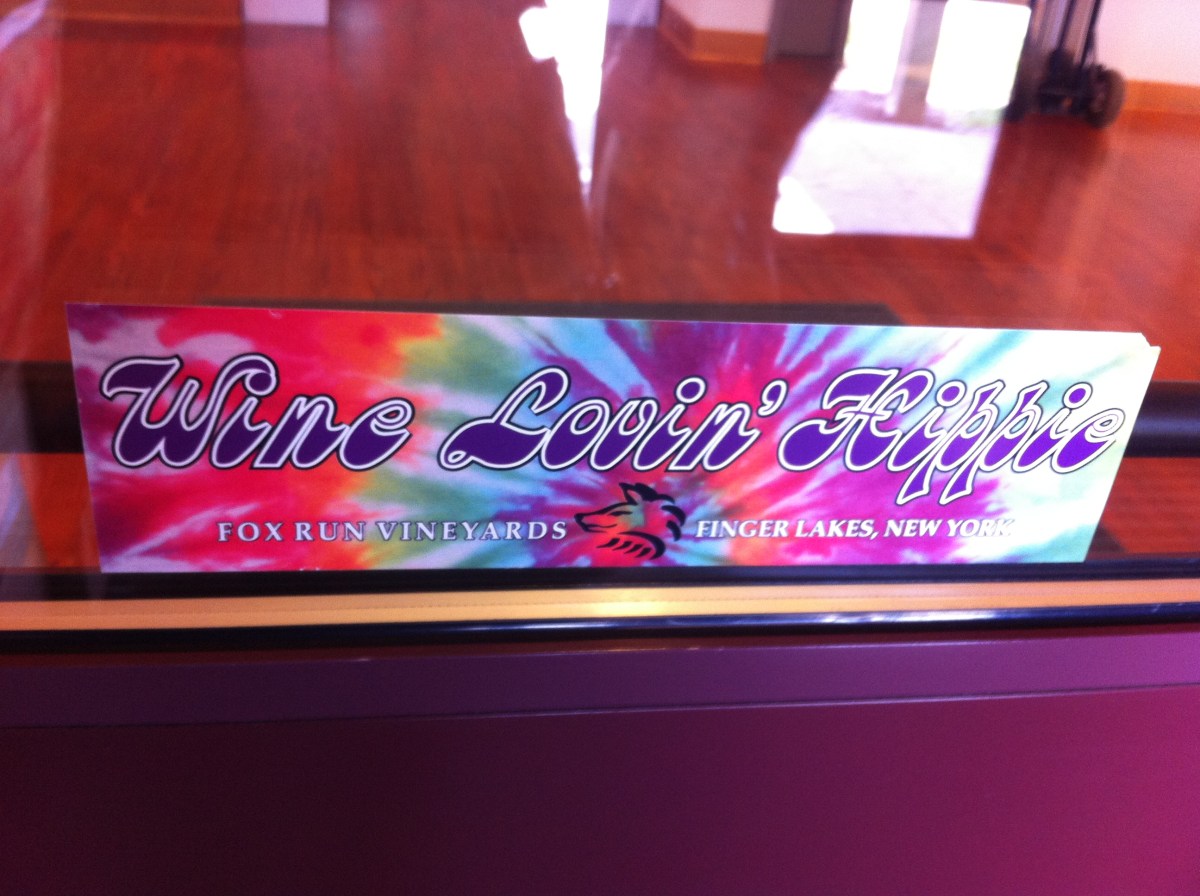 Wine Lovin' Hippie
FOX RUN VINEYARDS FINGER LAKES, NEW YORK